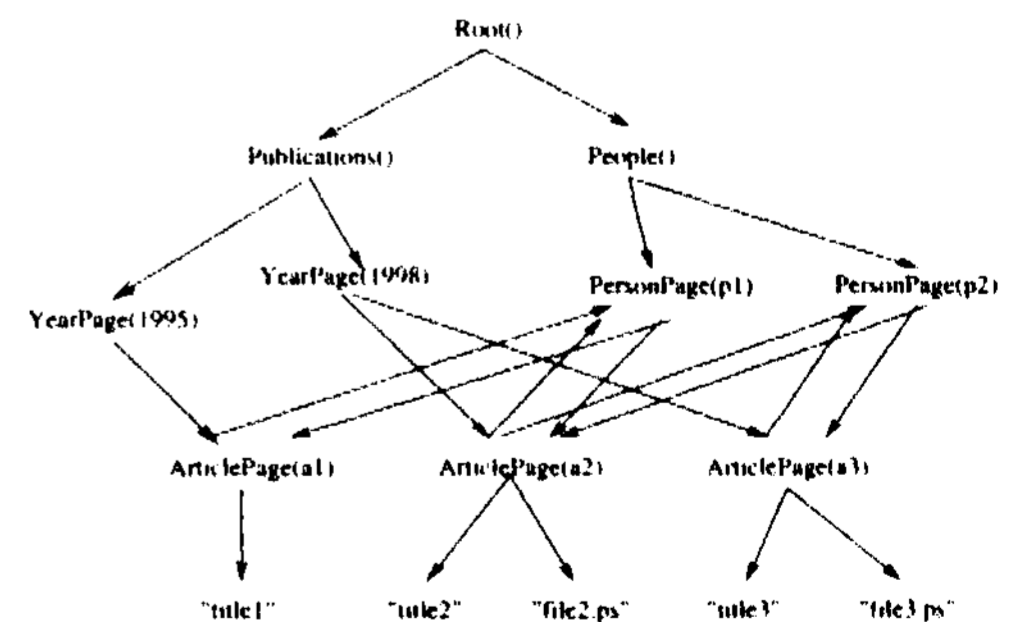 Root()
Publications() People()
YearPage(1998) PersonPage(p1) PersonPage(p2)
YearPage(1995)
ArticlePage(a1) ArticlePage(a2) ArticlePage(a3)
"title1" "title2" "file2.ps" "title3" "file3.ps"